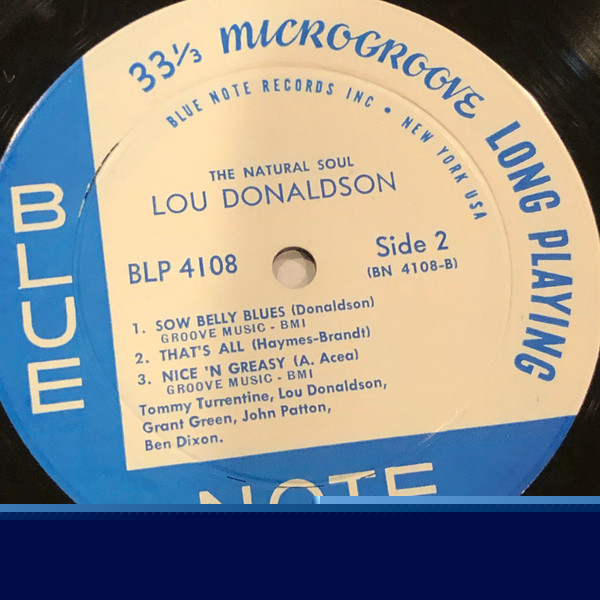 33⅓ MICROGROOVE LONG PLAYING
BLUE NOTE RECORDS INC • NEW YORK USA
THE NATURAL SOUL
LOU DONALDSON
BLP 4108
Side 2
(BN 4108-B)
1. SOW BELLY BLUES (Donaldson)
GROOVE MUSIC - BMI
2. THAT'S ALL (Haymes-Brandt)
3. NICE 'N GREASY (A. Acea)
GROOVE MUSIC - BMI
Tommy Turrentine, Lou Donaldson,
Grant Green, John Patton,
Ben Dixon.
BLUE
NOTE